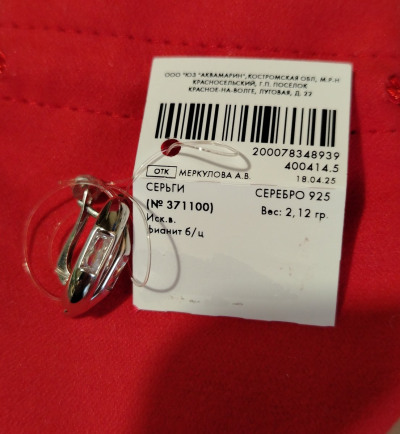 ООО "ЮЗ "АКВАМАРИН", КОСТРОМСКАЯ ОБЛ, М.Р-Н
КРАСНОСЕЛЬСКИЙ, Г.П. ПОСЕЛОК
КРАСНОЕ-НА-ВОЛГЕ, ЛУГОВАЯ, Д. 22
200078348939
400414.5
ОТК МЕРКУЛОВА А.В. 18.04.25
СЕРЬГИ СЕРЕБРО 925
(№ 371100) Вес: 2,12 гр.
Иск.в.
фианит б/ц